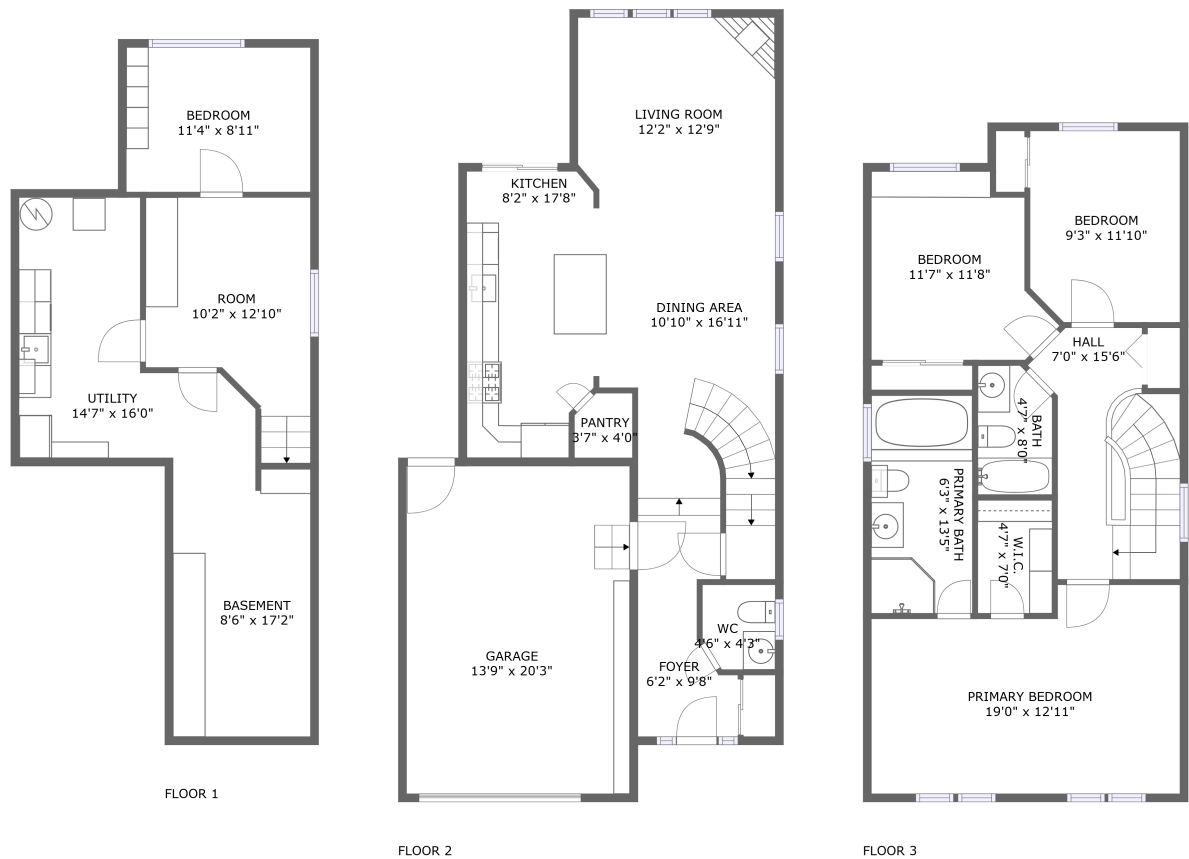 BEDROOM
11'4" x 8'11"
ROOM
10'2" x 12'10"
UTILITY
14'7" x 16'0"
BASEMENT
8'6" x 17'2"
FLOOR 1
LIVING ROOM
12'2" x 12'9"
KITCHEN
8'2" x 17'8"
DINING AREA
10'10" x 16'11"
PANTRY
3'7" x 4'0"
WC
4'6" x 4'3"
FOYER
6'2" x 9'8"
GARAGE
13'9" x 20'3"
FLOOR 2
BEDROOM
9'3" x 11'10"
BEDROOM
11'7" x 11'8"
HALL
7'0" x 15'6"
BATH
4'7" x 8'0"
PRIMARY BATH
6'3" x 13'5"
W.I.C.
4'7" x 7'0"
PRIMARY BEDROOM
19'0" x 12'11"
FLOOR 3